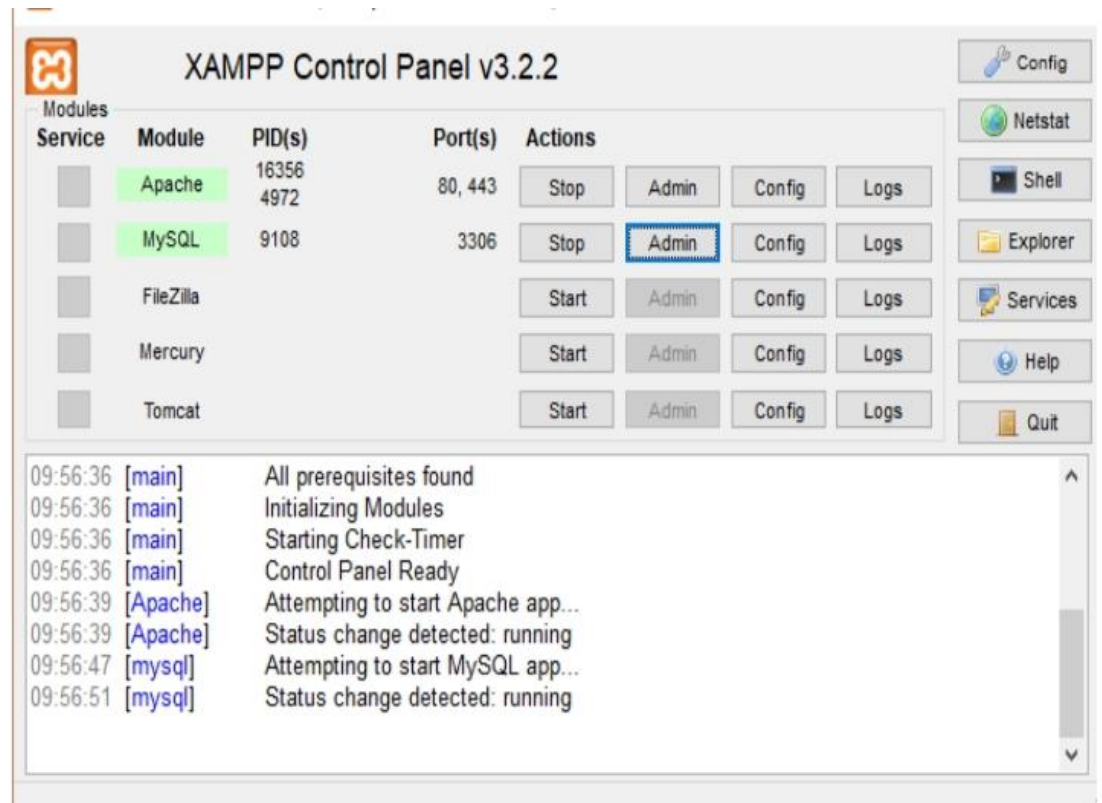 XAMPP Control Panel v3.2.2
Config
Modules
Netstat
Service Module PID(s) Port(s) Actions
Apache 16356 4972 80, 443 Stop Admin Config Logs
Shell
MySQL 9108 3306 Stop Admin Config Logs
Explorer
FileZilla Start Admin Config Logs
Services
Mercury Start Admin Config Logs
Help
Tomcat Start Admin Config Logs
Quit
09:56:36 [main] All prerequisites found
09:56:36 [main] Initializing Modules
09:56:36 [main] Starting Check-Timer
09:56:36 [main] Control Panel Ready
09:56:39 [Apache] Attempting to start Apache app...
09:56:39 [Apache] Status change detected: running
09:56:47 [mysql] Attempting to start MySQL app...
09:56:51 [mysql] Status change detected: running